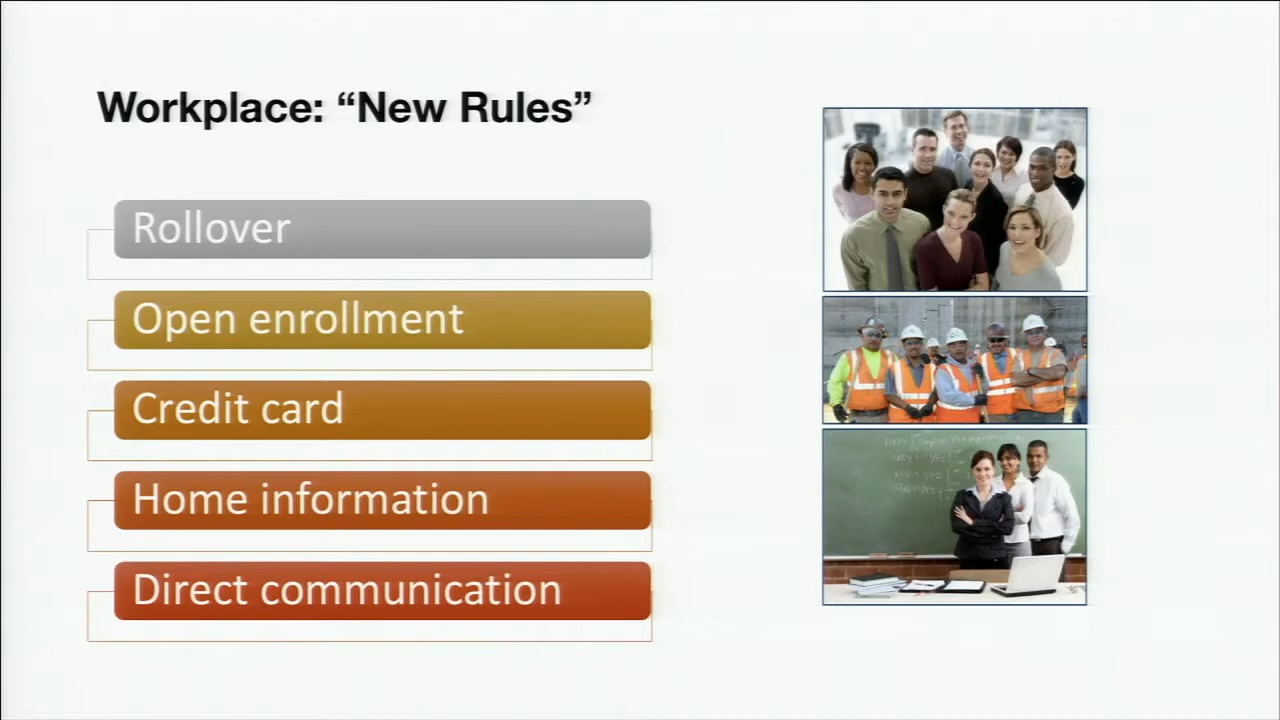 Workplace: “New Rules”
Rollover
Open enrollment
Credit card
Home information
Direct communication